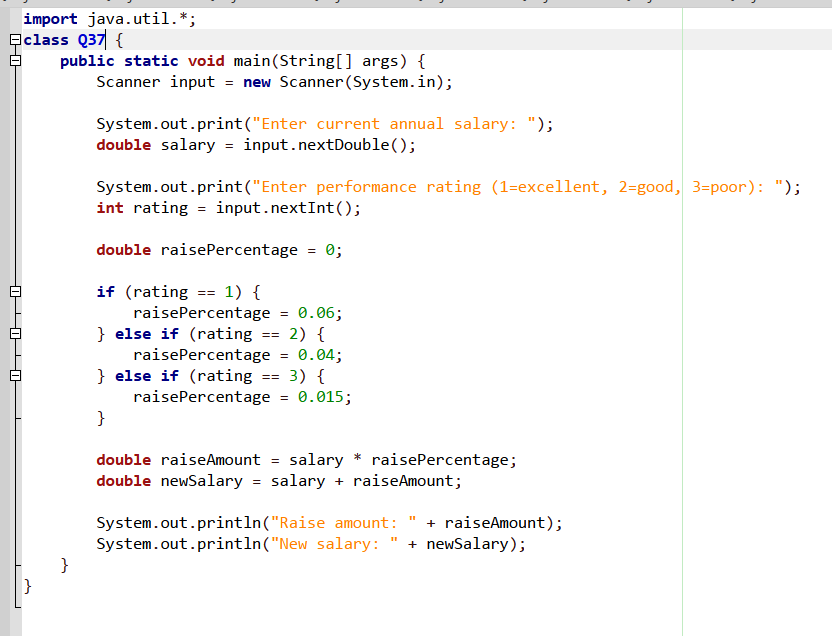 import java.util.*;
class Q37 {
    public static void main(String[] args) {
        Scanner input = new Scanner(System.in);

        System.out.print("Enter current annual salary: ");
        double salary = input.nextDouble();

        System.out.print("Enter performance rating (1=excellent, 2=good, 3=poor): ");
        int rating = input.nextInt();

        double raisePercentage = 0;

        if (rating == 1) {
            raisePercentage = 0.06;
        } else if (rating == 2) {
            raisePercentage = 0.04;
        } else if (rating == 3) {
            raisePercentage = 0.015;
        }

        double raiseAmount = salary * raisePercentage;
        double newSalary = salary + raiseAmount;

        System.out.println("Raise amount: " + raiseAmount);
        System.out.println("New salary: " + newSalary);
    }
}